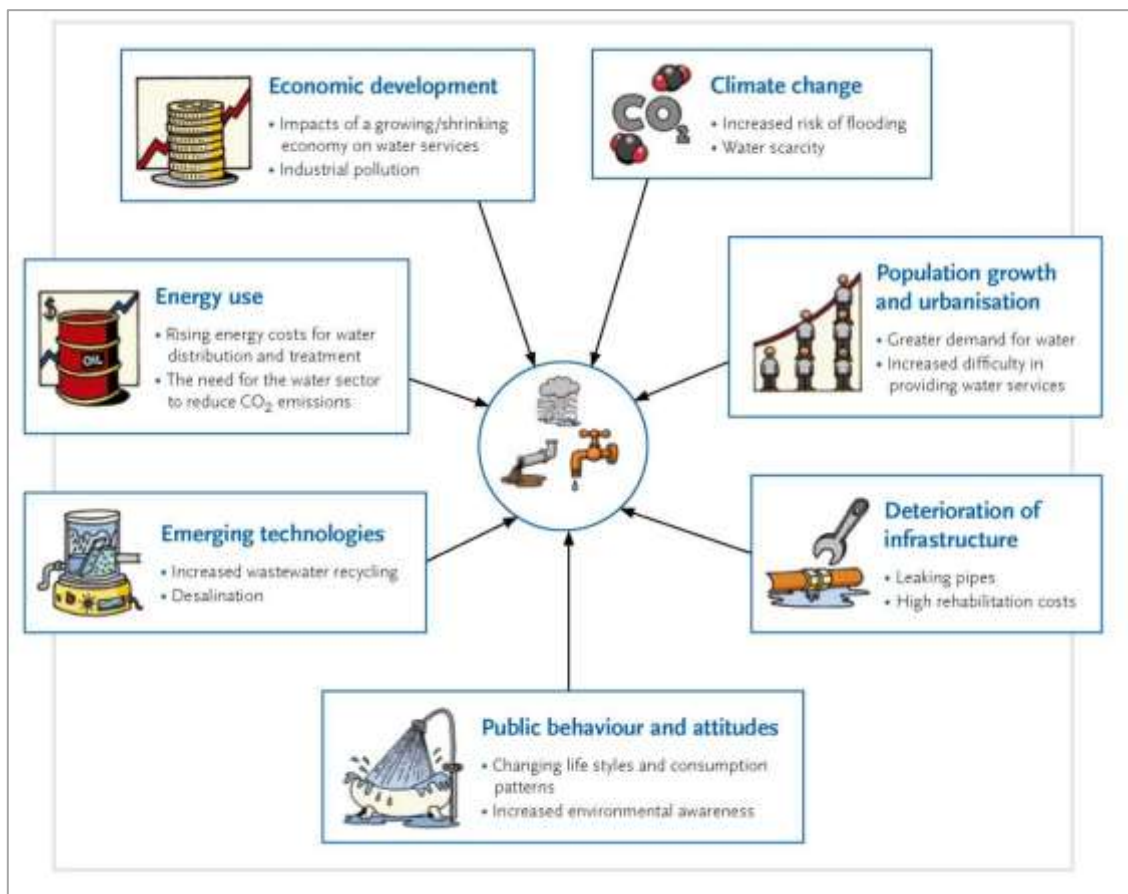 Economic development
• Impacts of a growing/shrinking
economy on water services
• Industrial pollution
CO2
Climate change
• Increased risk of flooding
• Water scarcity
$
OIL
Energy use
• Rising energy costs for water
distribution and treatment
• The need for the water sector
to reduce CO2 emissions
Population growth
and urbanisation
• Greater demand for water
• Increased difficulty in
providing water services
Emerging technologies
• Increased wastewater recycling
• Desalination
Deterioration of
infrastructure
• Leaking pipes
• High rehabilitation costs
Public behaviour and attitudes
• Changing life styles and consumption
patterns
• Increased environmental awareness